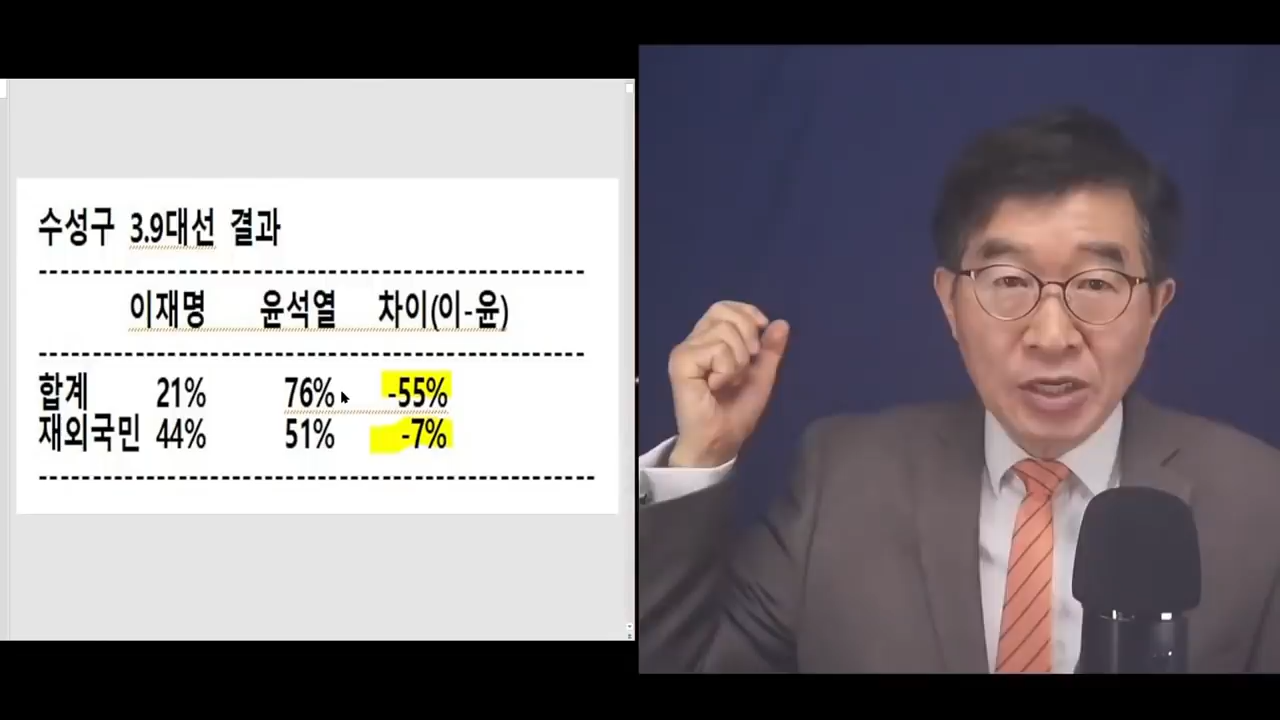 수성구 3.9대선 결과
이재명 윤석열 차이(이-윤)
합계 21% 76% -55%
재외국민 44% 51% -7%